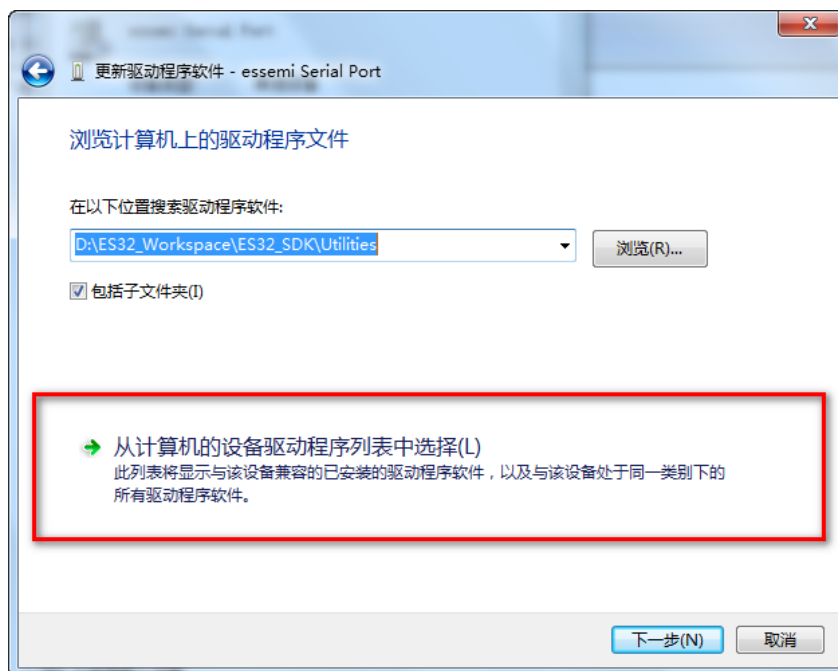 更新驱动程序软件 - essemi Serial Port
浏览计算机上的驱动程序文件
在以下位置搜索驱动程序软件:
D:\ES32_Workspace\ES32_SDK\Utilities
浏览(R)...
包括子文件夹(I)
从计算机的设备驱动程序列表中选择(L)
此列表将显示与该设备兼容的已安装的驱动程序软件，以及与该设备处于同一类别下的
所有驱动程序软件。
下一步(N)
取消